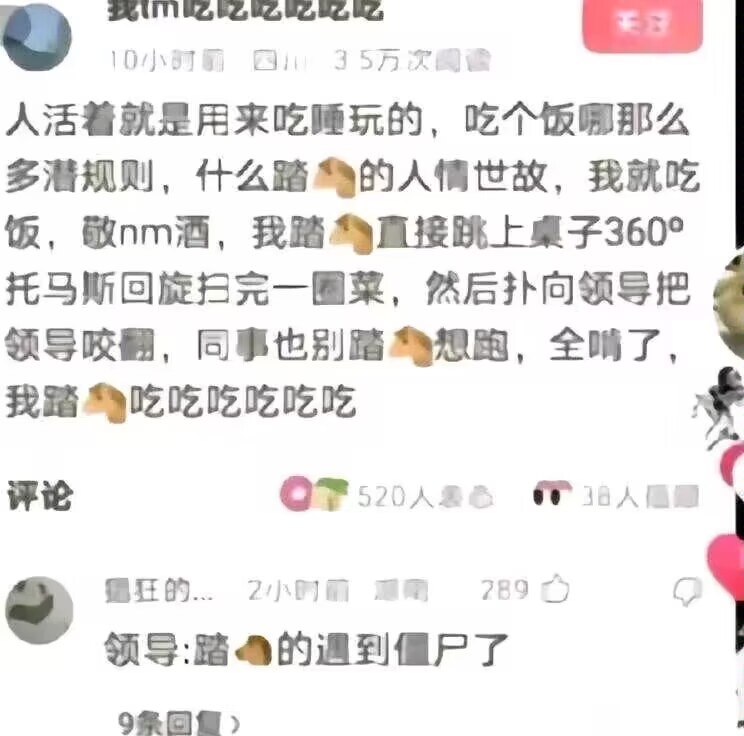 我tm吃吃吃吃吃吃
关注
10小时前 四川 3.5万次阅读
人活着就是用来吃睡玩的，吃个饭哪那么
多潜规则，什么踏🐴的人情世故，我就吃
饭，敬nm酒，我踏🐴直接跳上桌子360°
托马斯回旋扫完一圈菜，然后扑向领导把
领导咬翻，同事也别踏🐴想跑，全啃了，
我踏🐴吃吃吃吃吃吃
评论
520人 38人
狂的... 2小时前 289
领导:踏🐴的遇到僵尸了
9条回复